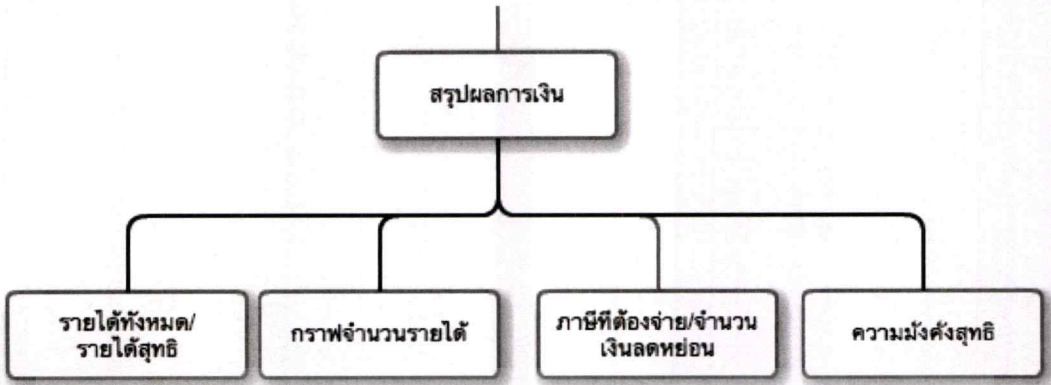 สรุปผลการเงิน
รายได้ทั้งหมด/
รายได้สุทธิ
กราฟจำนวนรายได้
ภาษีที่ต้องจ่าย/จำนวน
เงินลดหย่อน
ความมั่งคั่งสุทธิ